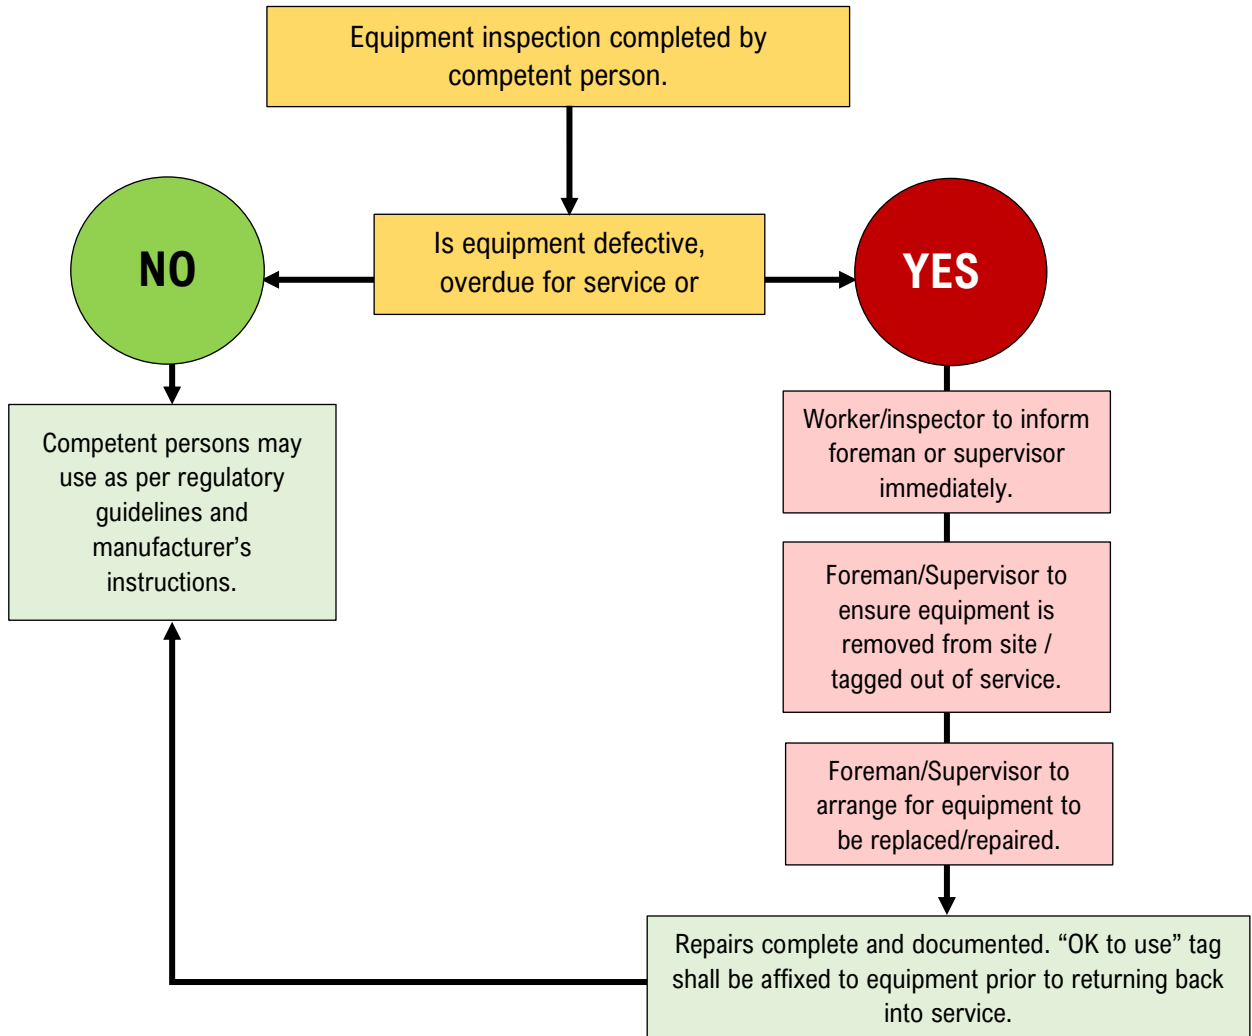 Equipment inspection completed by
competent person.
Is equipment defective,
overdue for service or
NO
YES
Competent persons may
use as per regulatory
guidelines and
manufacturer’s
instructions.
Worker/inspector to inform
foreman or supervisor
immediately.
Foreman/Supervisor to
ensure equipment is
removed from site /
tagged out of service.
Foreman/Supervisor to
arrange for equipment to
be replaced/repaired.
Repairs complete and documented. “OK to use” tag
shall be affixed to equipment prior to returning back
into service.